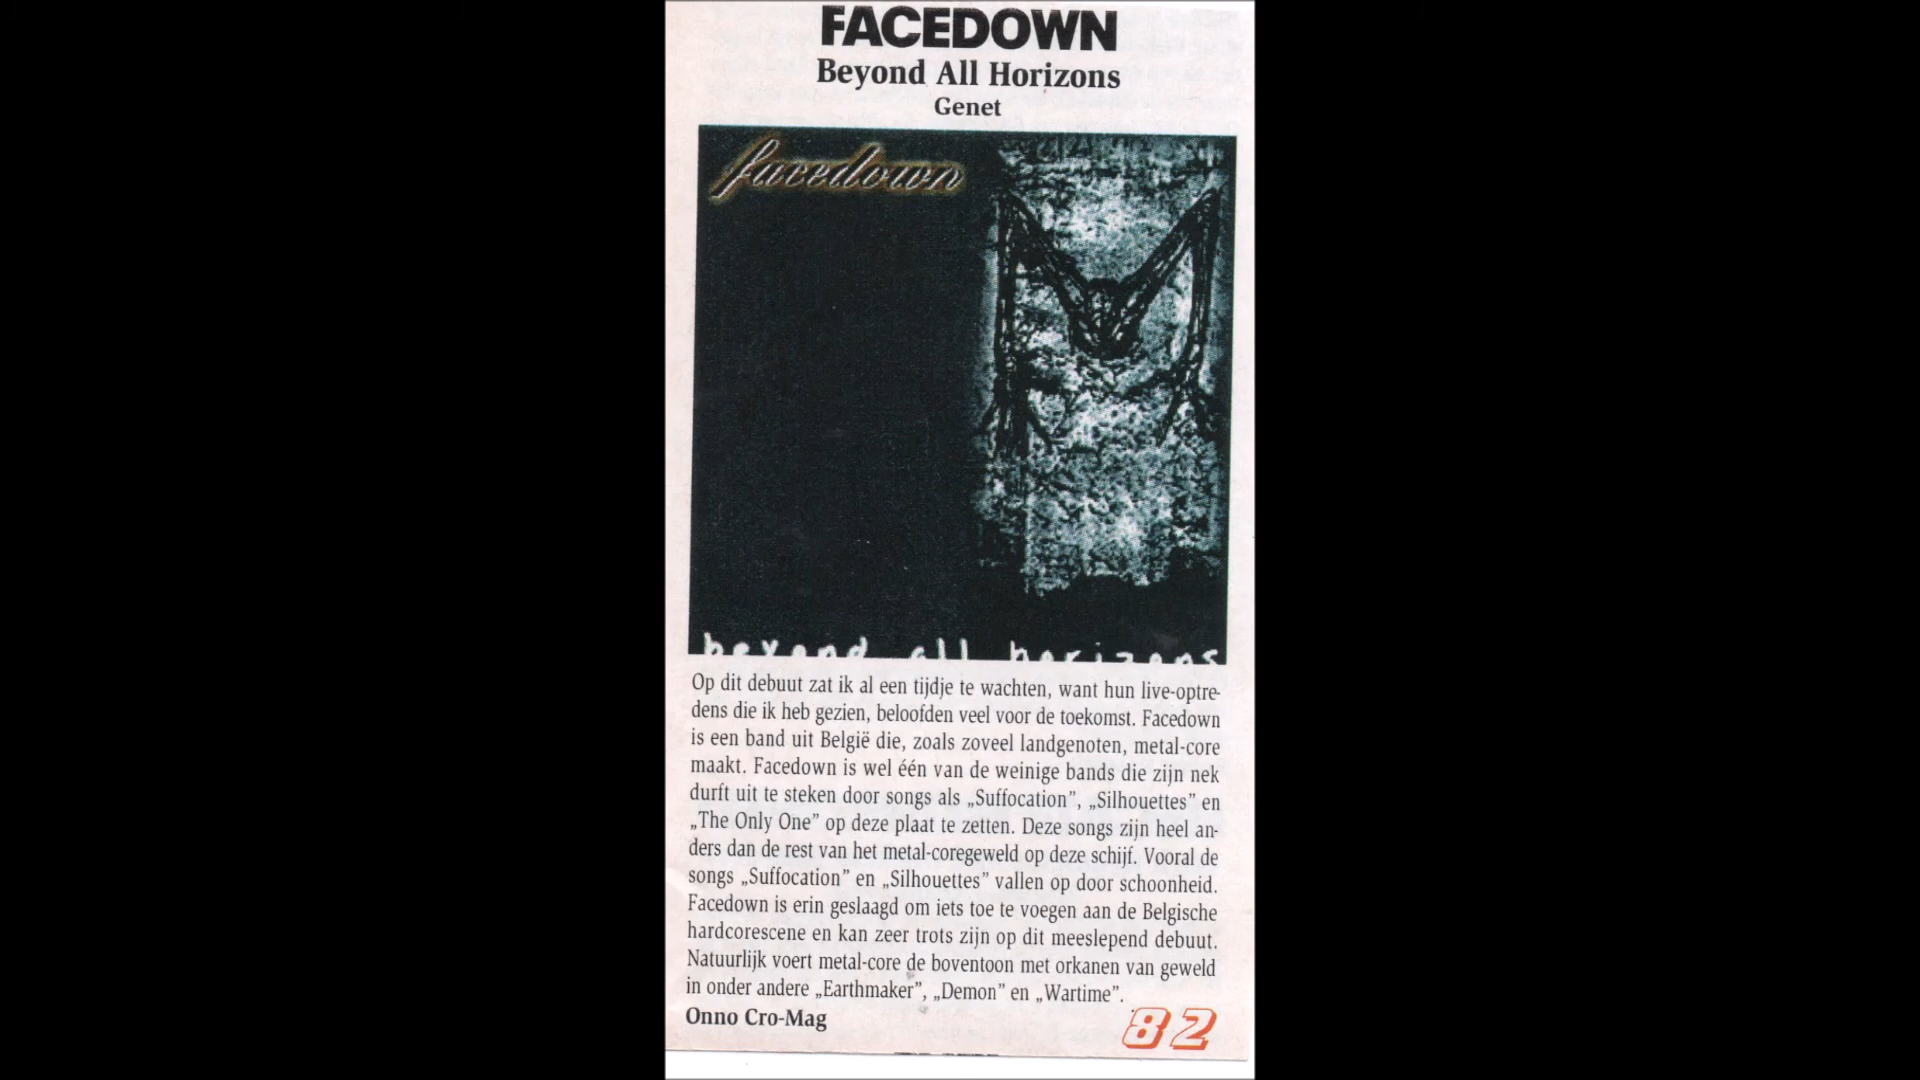 FACEDOWN
Beyond All Horizons
Genet
facedown
beyond all horizons
Op dit debuut zat ik al een tijdje te wachten, want hun live-optre-
dens die ik heb gezien, beloofden veel voor de toekomst. Facedown
is een band uit België die, zoals zoveel landgenoten, metal-core
maakt. Facedown is wel één van de weinige bands die zijn nek
durft uit te steken door songs als „Suffocation”, „Silhouettes” en
„The Only One” op deze plaat te zetten. Deze songs zijn heel an-
ders dan de rest van het metal-coregeweld op deze schijf. Vooral de
songs „Suffocation” en „Silhouettes” vallen op door schoonheid.
Facedown is erin geslaagd om iets toe te voegen aan de Belgische
hardcorescene en kan zeer trots zijn op dit meeslepend debuut.
Natuurlijk voert metal-core de boventoon met orkanen van geweld
in onder andere „Earthmaker”, „Demon” en „Wartime”.
Onno Cro-Mag
82